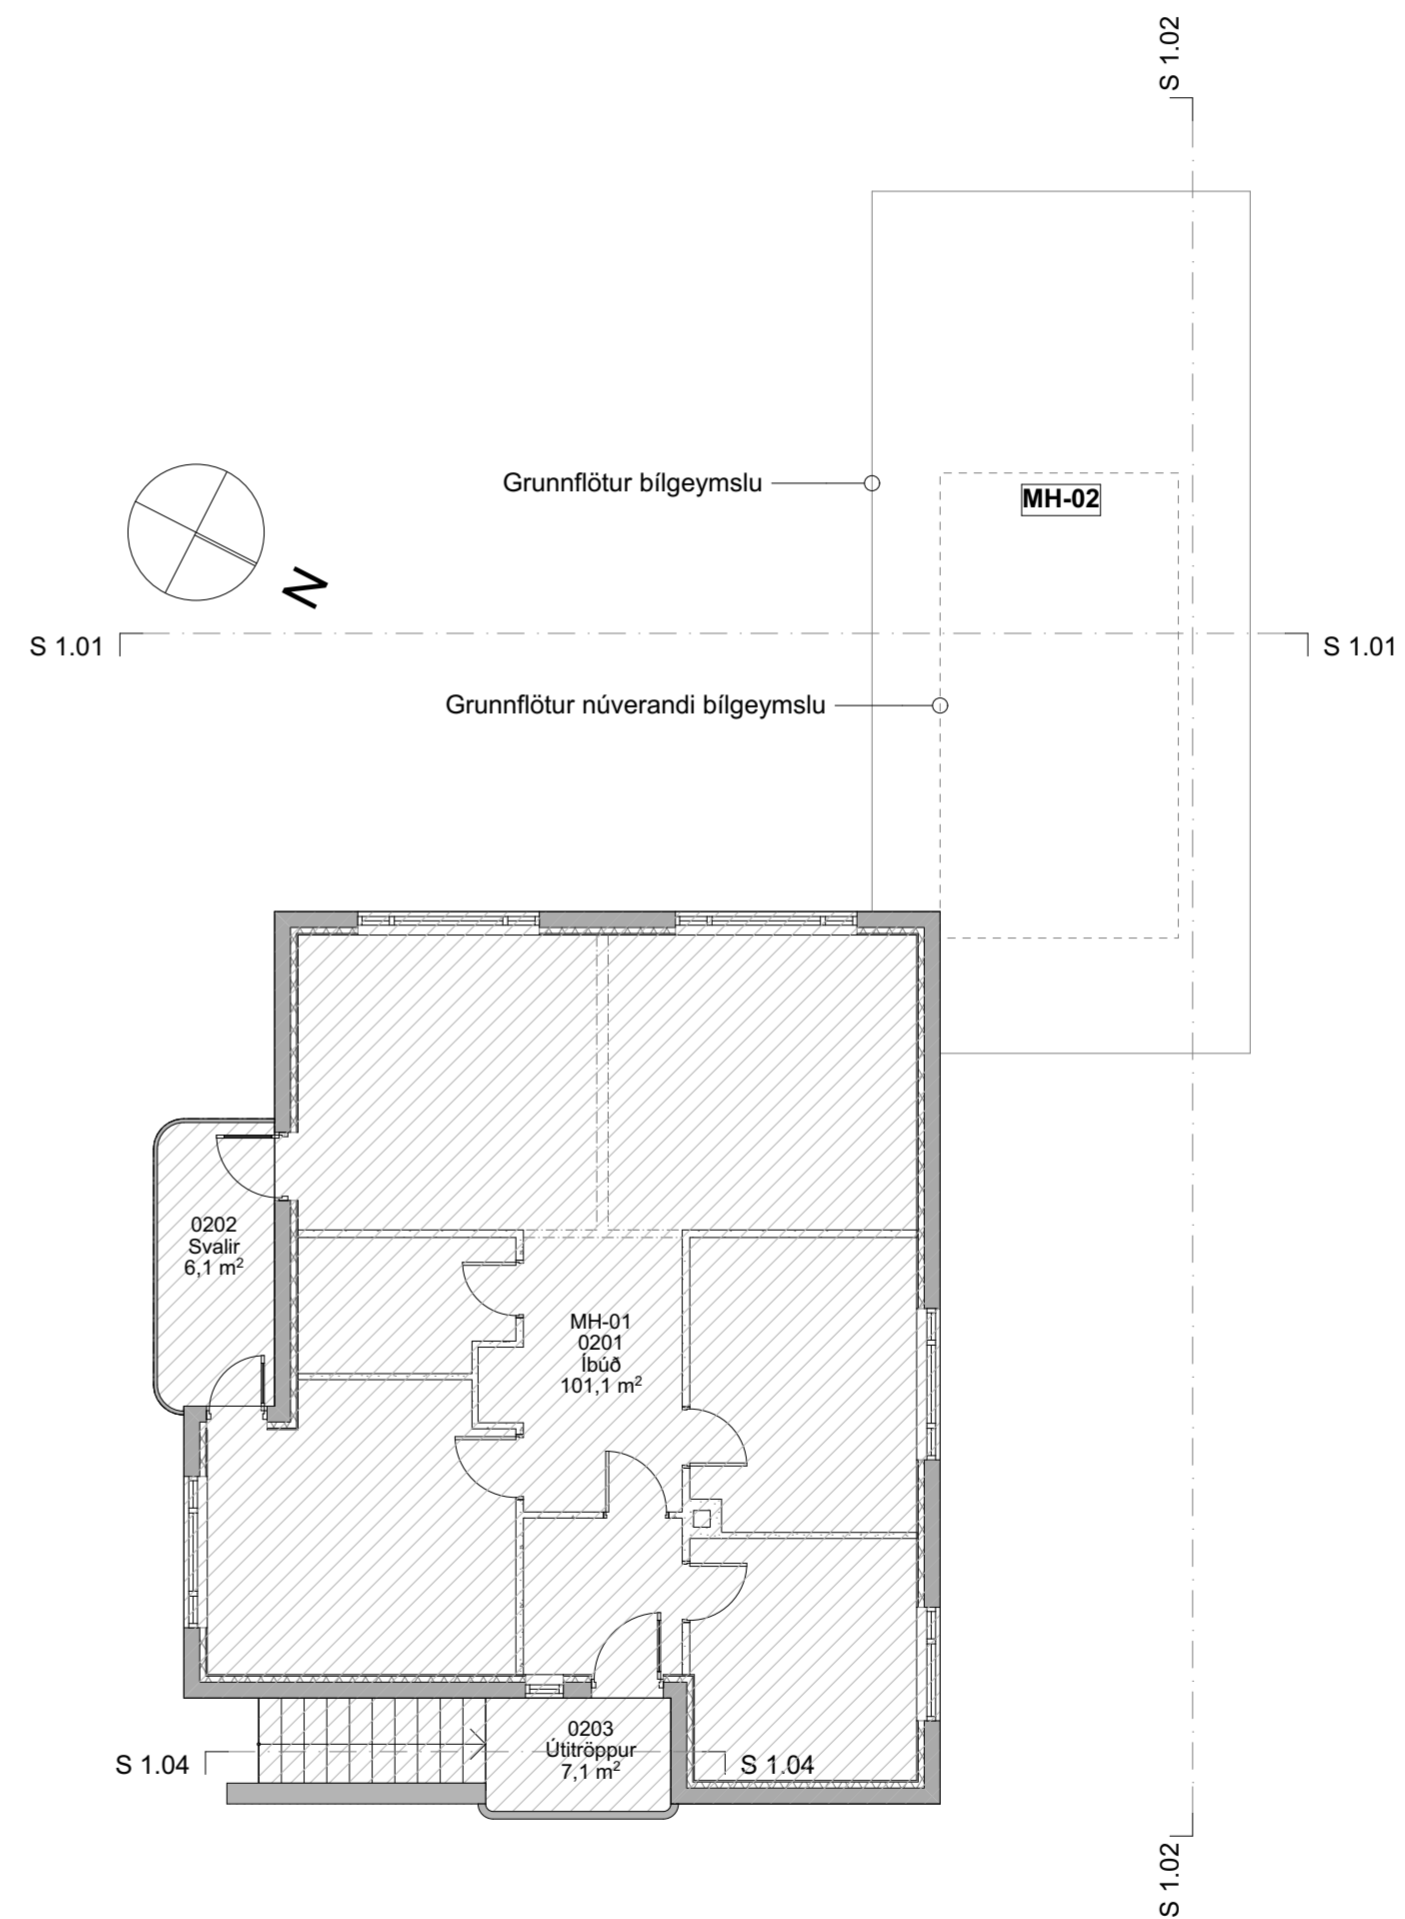 S 1.02
Grunnflötur bílgeymslu
MH-02
N
S 1.01
S 1.01
Grunnflötur núverandi bílgeymslu
0202
Svalir
6,1 m²
MH-01
0201
Íbúð
101,1 m²
0203
Útitröppur
7,1 m²
S 1.04
S 1.04
S 1.02